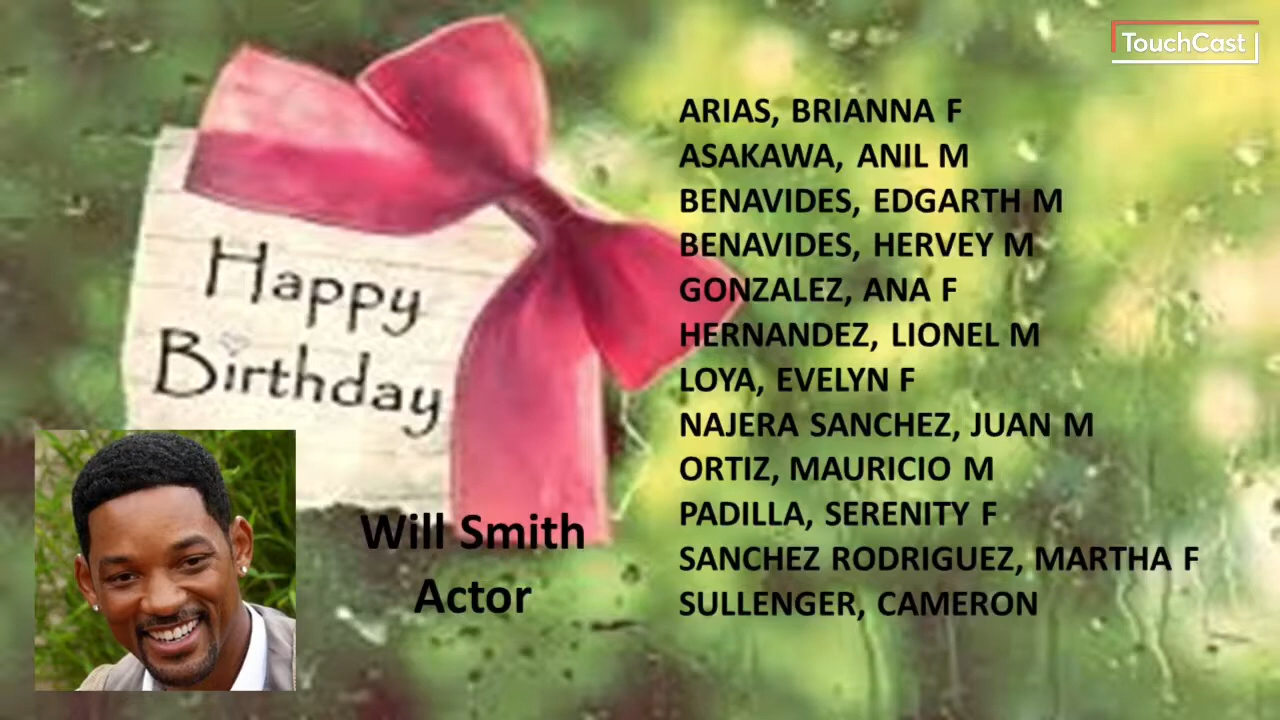 TouchCast
Happy
Birthday
Will Smith
Actor
ARIAS, BRIANNA F
ASAKAWA, ANIL M
BENAVIDES, EDGARTH M
BENAVIDES, HERVEY M
GONZALEZ, ANA F
HERNANDEZ, LIONEL M
LOYA, EVELYN F
NAJERA SANCHEZ, JUAN M
ORTIZ, MAURICIO M
PADILLA, SERENITY F
SANCHEZ RODRIGUEZ, MARTHA F
SULLENGER, CAMERON